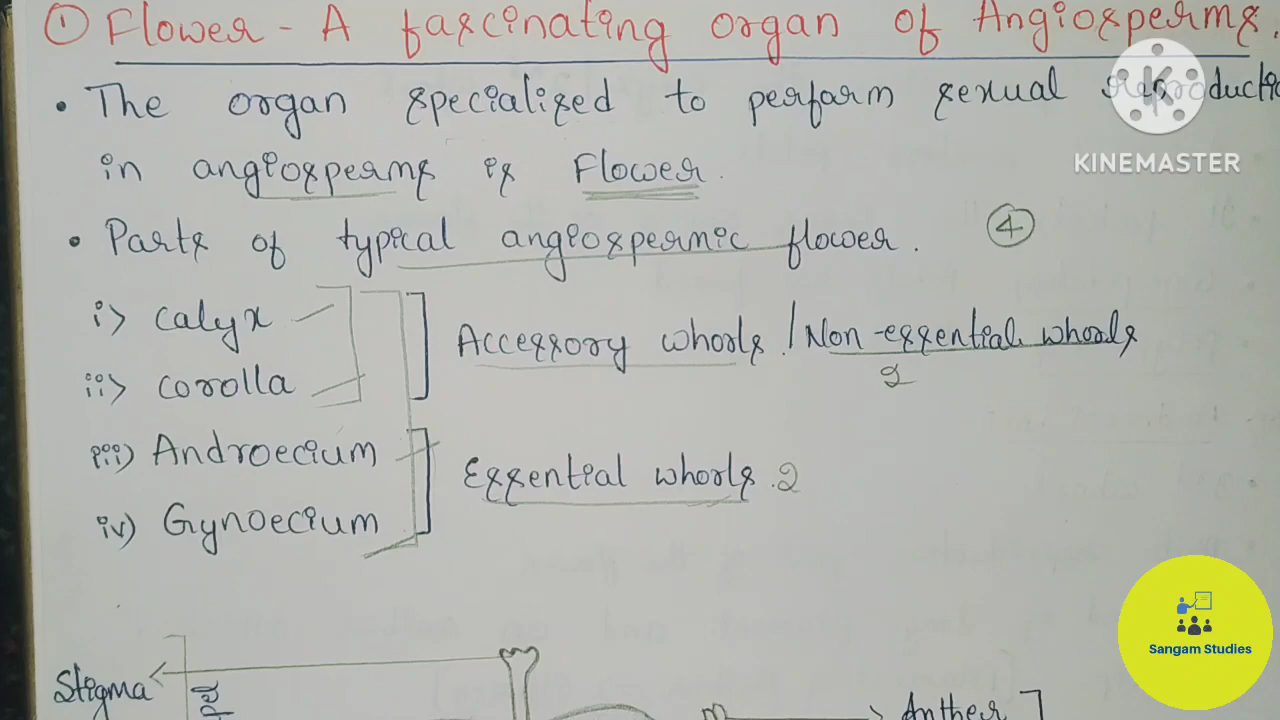 ① Flower - A fascinating organ of Angiosperms.
• The organ specialized to perform sexual reproducti
KINEMASTER
in angiosperms is Flower.
• Parts of typical angiospermic flower. ④
i> calyx
Accessory whorls / Non-essential whorls
2
ii> corolla
iii) Androecium
Essential whorls. 2
iv) Gynoecium
Sangam Studies
Stigma
Anther